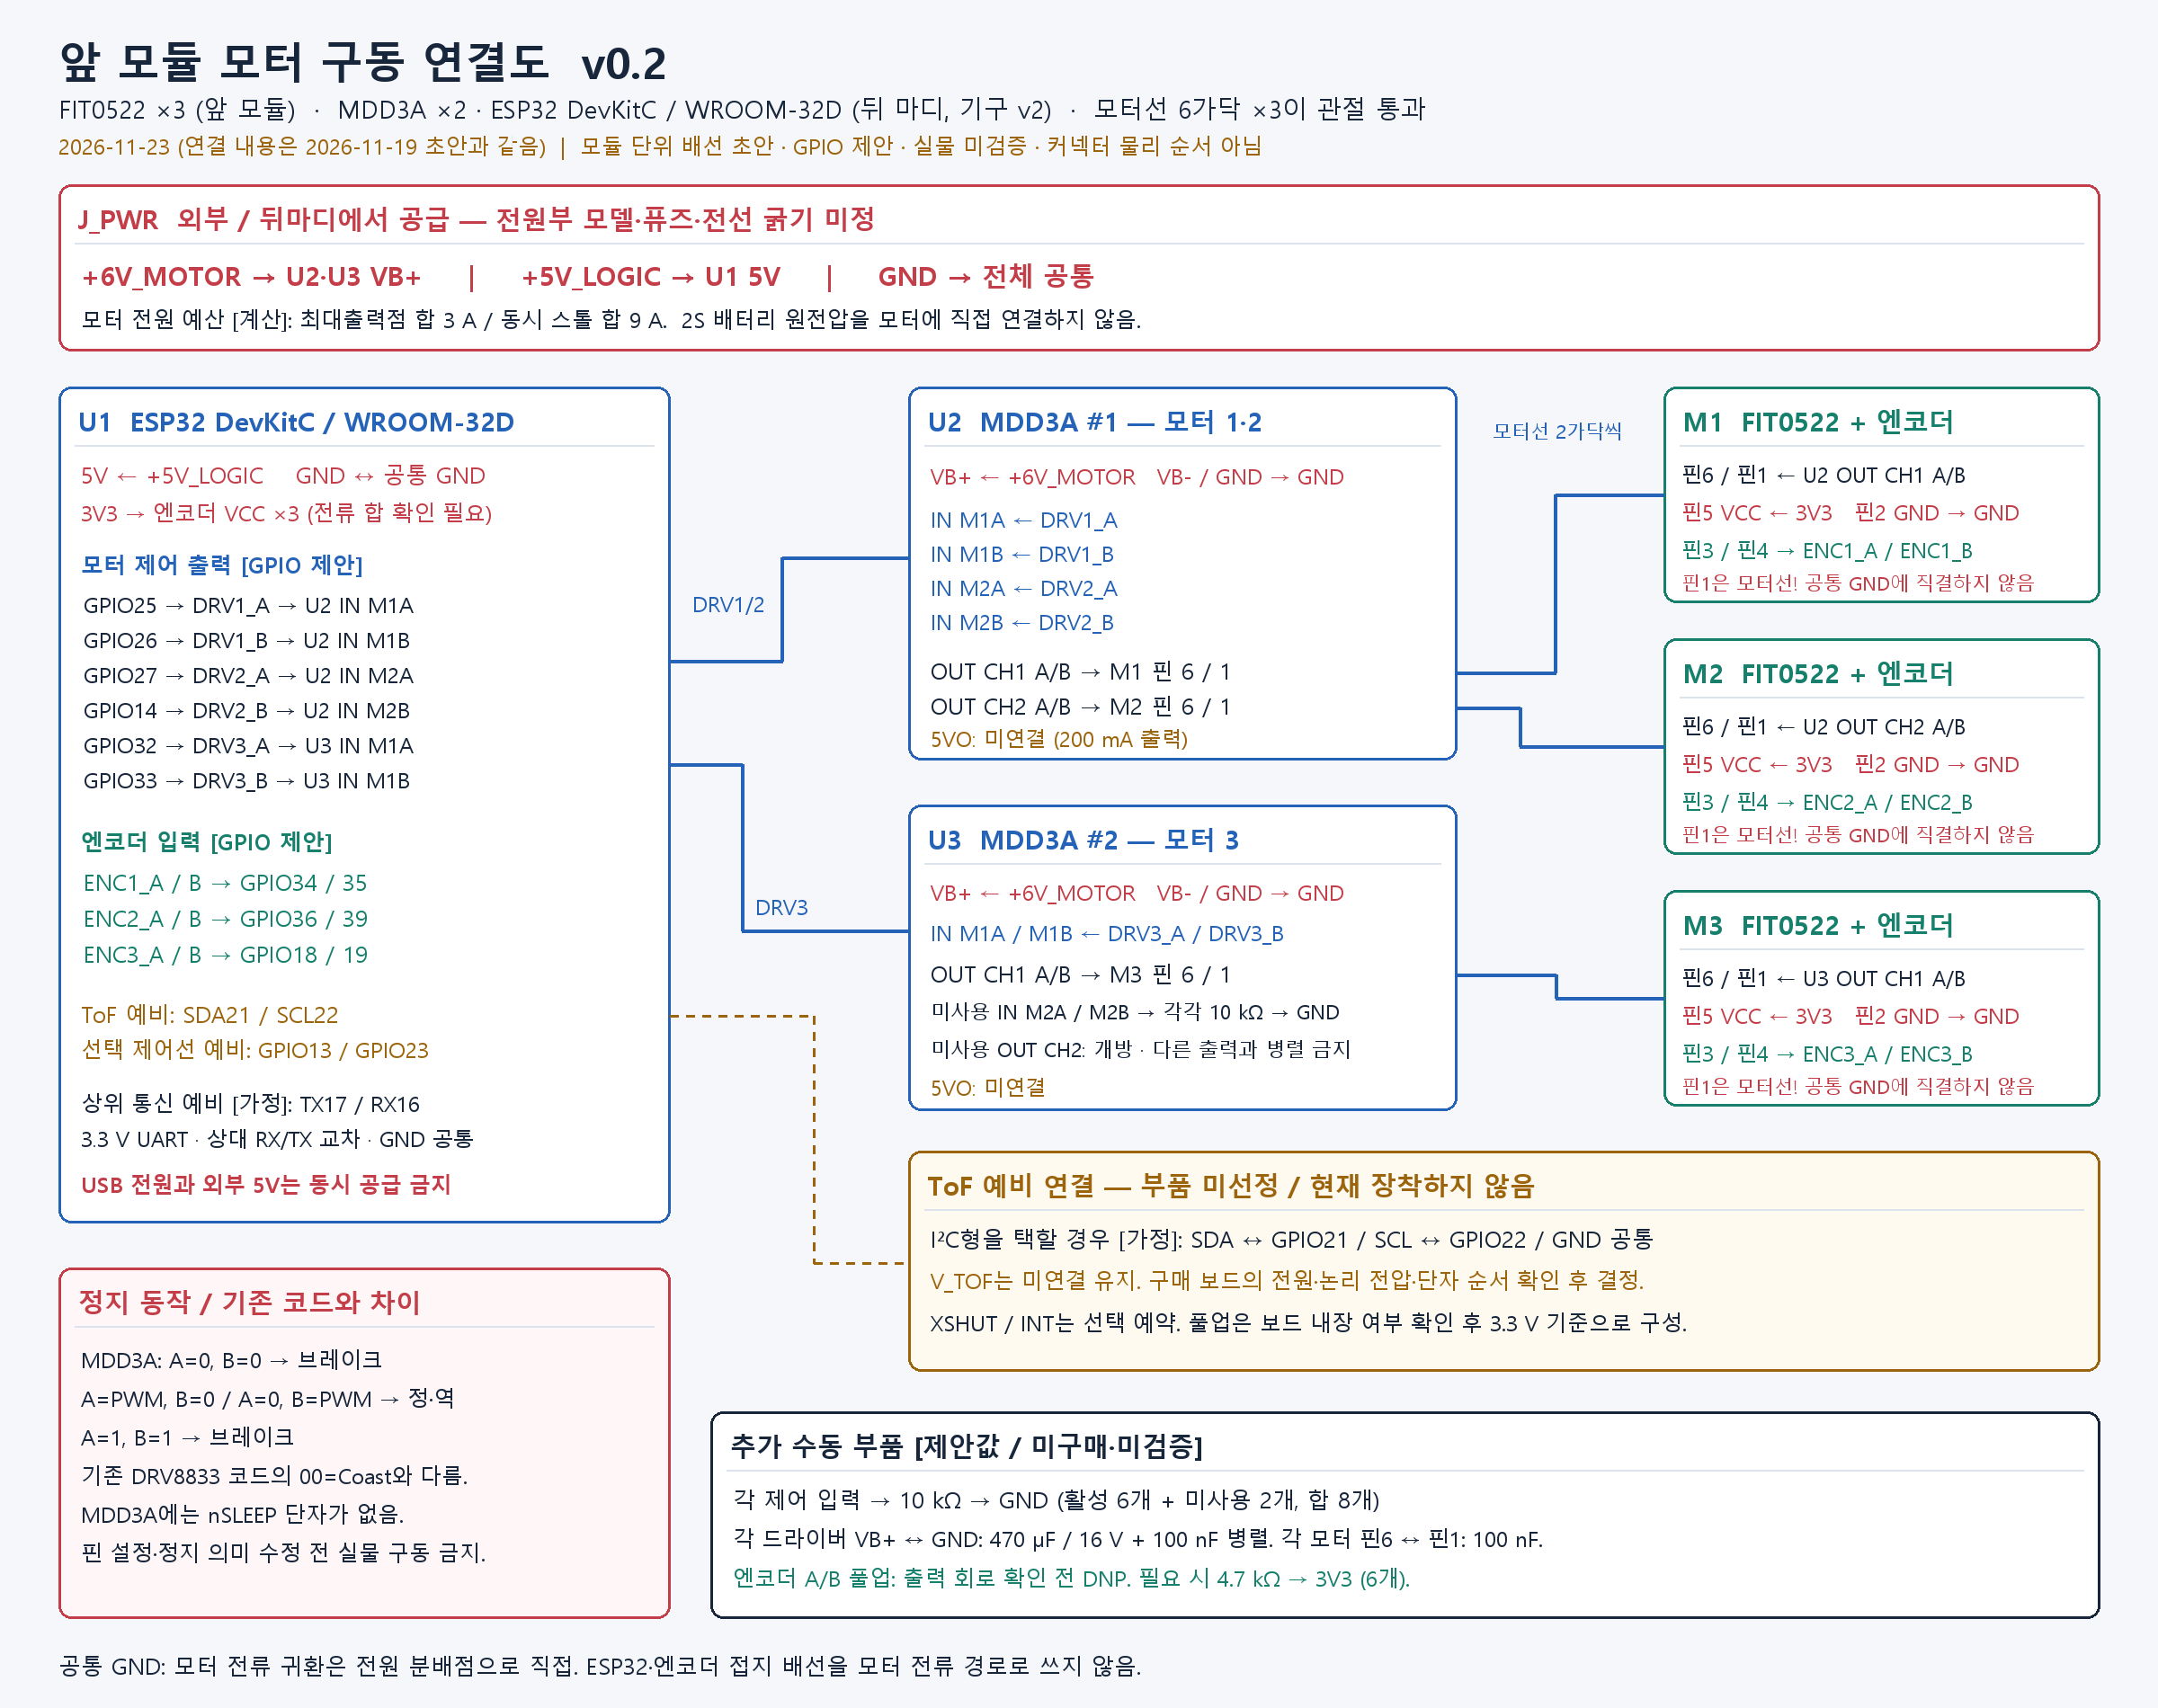 앞 모듈 모터 구동 연결도 v0.2
FIT0522 ×3 (앞 모듈) · MDD3A ×2 · ESP32 DevKitC / WROOM-32D (뒤 마디, 기구 v2) · 모터선 6가닥 ×3이 관절 통과
2026-11-23 (연결 내용은 2026-11-19 초안과 같음) | 모듈 단위 배선 초안 · GPIO 제안 · 실물 미검증 · 커넥터 물리 순서 아님
J_PWR 외부 / 뒤마디에서 공급 — 전원부 모델·퓨즈·전선 굵기 미정
+6V_MOTOR → U2·U3 VB+ | +5V_LOGIC → U1 5V | GND → 전체 공통
모터 전원 예산 [계산]: 최대출력점 합 3 A / 동시 스톨 합 9 A. 2S 배터리 원전압을 모터에 직접 연결하지 않음.
U1 ESP32 DevKitC / WROOM-32D
5V ← +5V_LOGIC GND ↔ 공통 GND
3V3 → 엔코더 VCC ×3 (전류 합 확인 필요)
모터 제어 출력 [GPIO 제안]
GPIO25 → DRV1_A → U2 IN M1A
GPIO26 → DRV1_B → U2 IN M1B
GPIO27 → DRV2_A → U2 IN M2A
GPIO14 → DRV2_B → U2 IN M2B
GPIO32 → DRV3_A → U3 IN M1A
GPIO33 → DRV3_B → U3 IN M1B
엔코더 입력 [GPIO 제안]
ENC1_A / B → GPIO34 / 35
ENC2_A / B → GPIO36 / 39
ENC3_A / B → GPIO18 / 19
ToF 예비: SDA21 / SCL22
선택 제어선 예비: GPIO13 / GPIO23
상위 통신 예비 [가정]: TX17 / RX16
3.3 V UART · 상대 RX/TX 교차 · GND 공통
USB 전원과 외부 5V는 동시 공급 금지
DRV1/2
DRV3
U2 MDD3A #1 — 모터 1·2
VB+ ← +6V_MOTOR VB- / GND → GND
IN M1A ← DRV1_A
IN M1B ← DRV1_B
IN M2A ← DRV2_A
IN M2B ← DRV2_B
OUT CH1 A/B → M1 핀 6 / 1
OUT CH2 A/B → M2 핀 6 / 1
5VO: 미연결 (200 mA 출력)
U3 MDD3A #2 — 모터 3
VB+ ← +6V_MOTOR VB- / GND → GND
IN M1A / M1B ← DRV3_A / DRV3_B
OUT CH1 A/B → M3 핀 6 / 1
미사용 IN M2A / M2B → 각각 10 kΩ → GND
미사용 OUT CH2: 개방 · 다른 출력과 병렬 금지
5VO: 미연결
모터선 2가닥씩
M1 FIT0522 + 엔코더
핀6 / 핀1 ← U2 OUT CH1 A/B
핀5 VCC ← 3V3 핀2 GND → GND
핀3 / 핀4 → ENC1_A / ENC1_B
핀1은 모터선! 공통 GND에 직결하지 않음
M2 FIT0522 + 엔코더
핀6 / 핀1 ← U2 OUT CH2 A/B
핀5 VCC ← 3V3 핀2 GND → GND
핀3 / 핀4 → ENC2_A / ENC2_B
핀1은 모터선! 공통 GND에 직결하지 않음
M3 FIT0522 + 엔코더
핀6 / 핀1 ← U3 OUT CH1 A/B
핀5 VCC ← 3V3 핀2 GND → GND
핀3 / 핀4 → ENC3_A / ENC3_B
핀1은 모터선! 공통 GND에 직결하지 않음
ToF 예비 연결 — 부품 미선정 / 현재 장착하지 않음
I²C형을 택할 경우 [가정]: SDA ↔ GPIO21 / SCL ↔ GPIO22 / GND 공통
V_TOF는 미연결 유지. 구매 보드의 전원·논리 전압·단자 순서 확인 후 결정.
XSHUT / INT는 선택 예약. 풀업은 보드 내장 여부 확인 후 3.3 V 기준으로 구성.
정지 동작 / 기존 코드와 차이
MDD3A: A=0, B=0 → 브레이크
A=PWM, B=0 / A=0, B=PWM → 정·역
A=1, B=1 → 브레이크
기존 DRV8833 코드의 00=Coast와 다름.
MDD3A에는 nSLEEP 단자가 없음.
핀 설정·정지 의미 수정 전 실물 구동 금지.
추가 수동 부품 [제안값 / 미구매·미검증]
각 제어 입력 → 10 kΩ → GND (활성 6개 + 미사용 2개, 합 8개)
각 드라이버 VB+ ↔ GND: 470 µF / 16 V + 100 nF 병렬. 각 모터 핀6 ↔ 핀1: 100 nF.
엔코더 A/B 풀업: 출력 회로 확인 전 DNP. 필요 시 4.7 kΩ → 3V3 (6개).
공통 GND: 모터 전류 귀환은 전원 분배점으로 직접. ESP32·엔코더 접지 배선을 모터 전류 경로로 쓰지 않음.